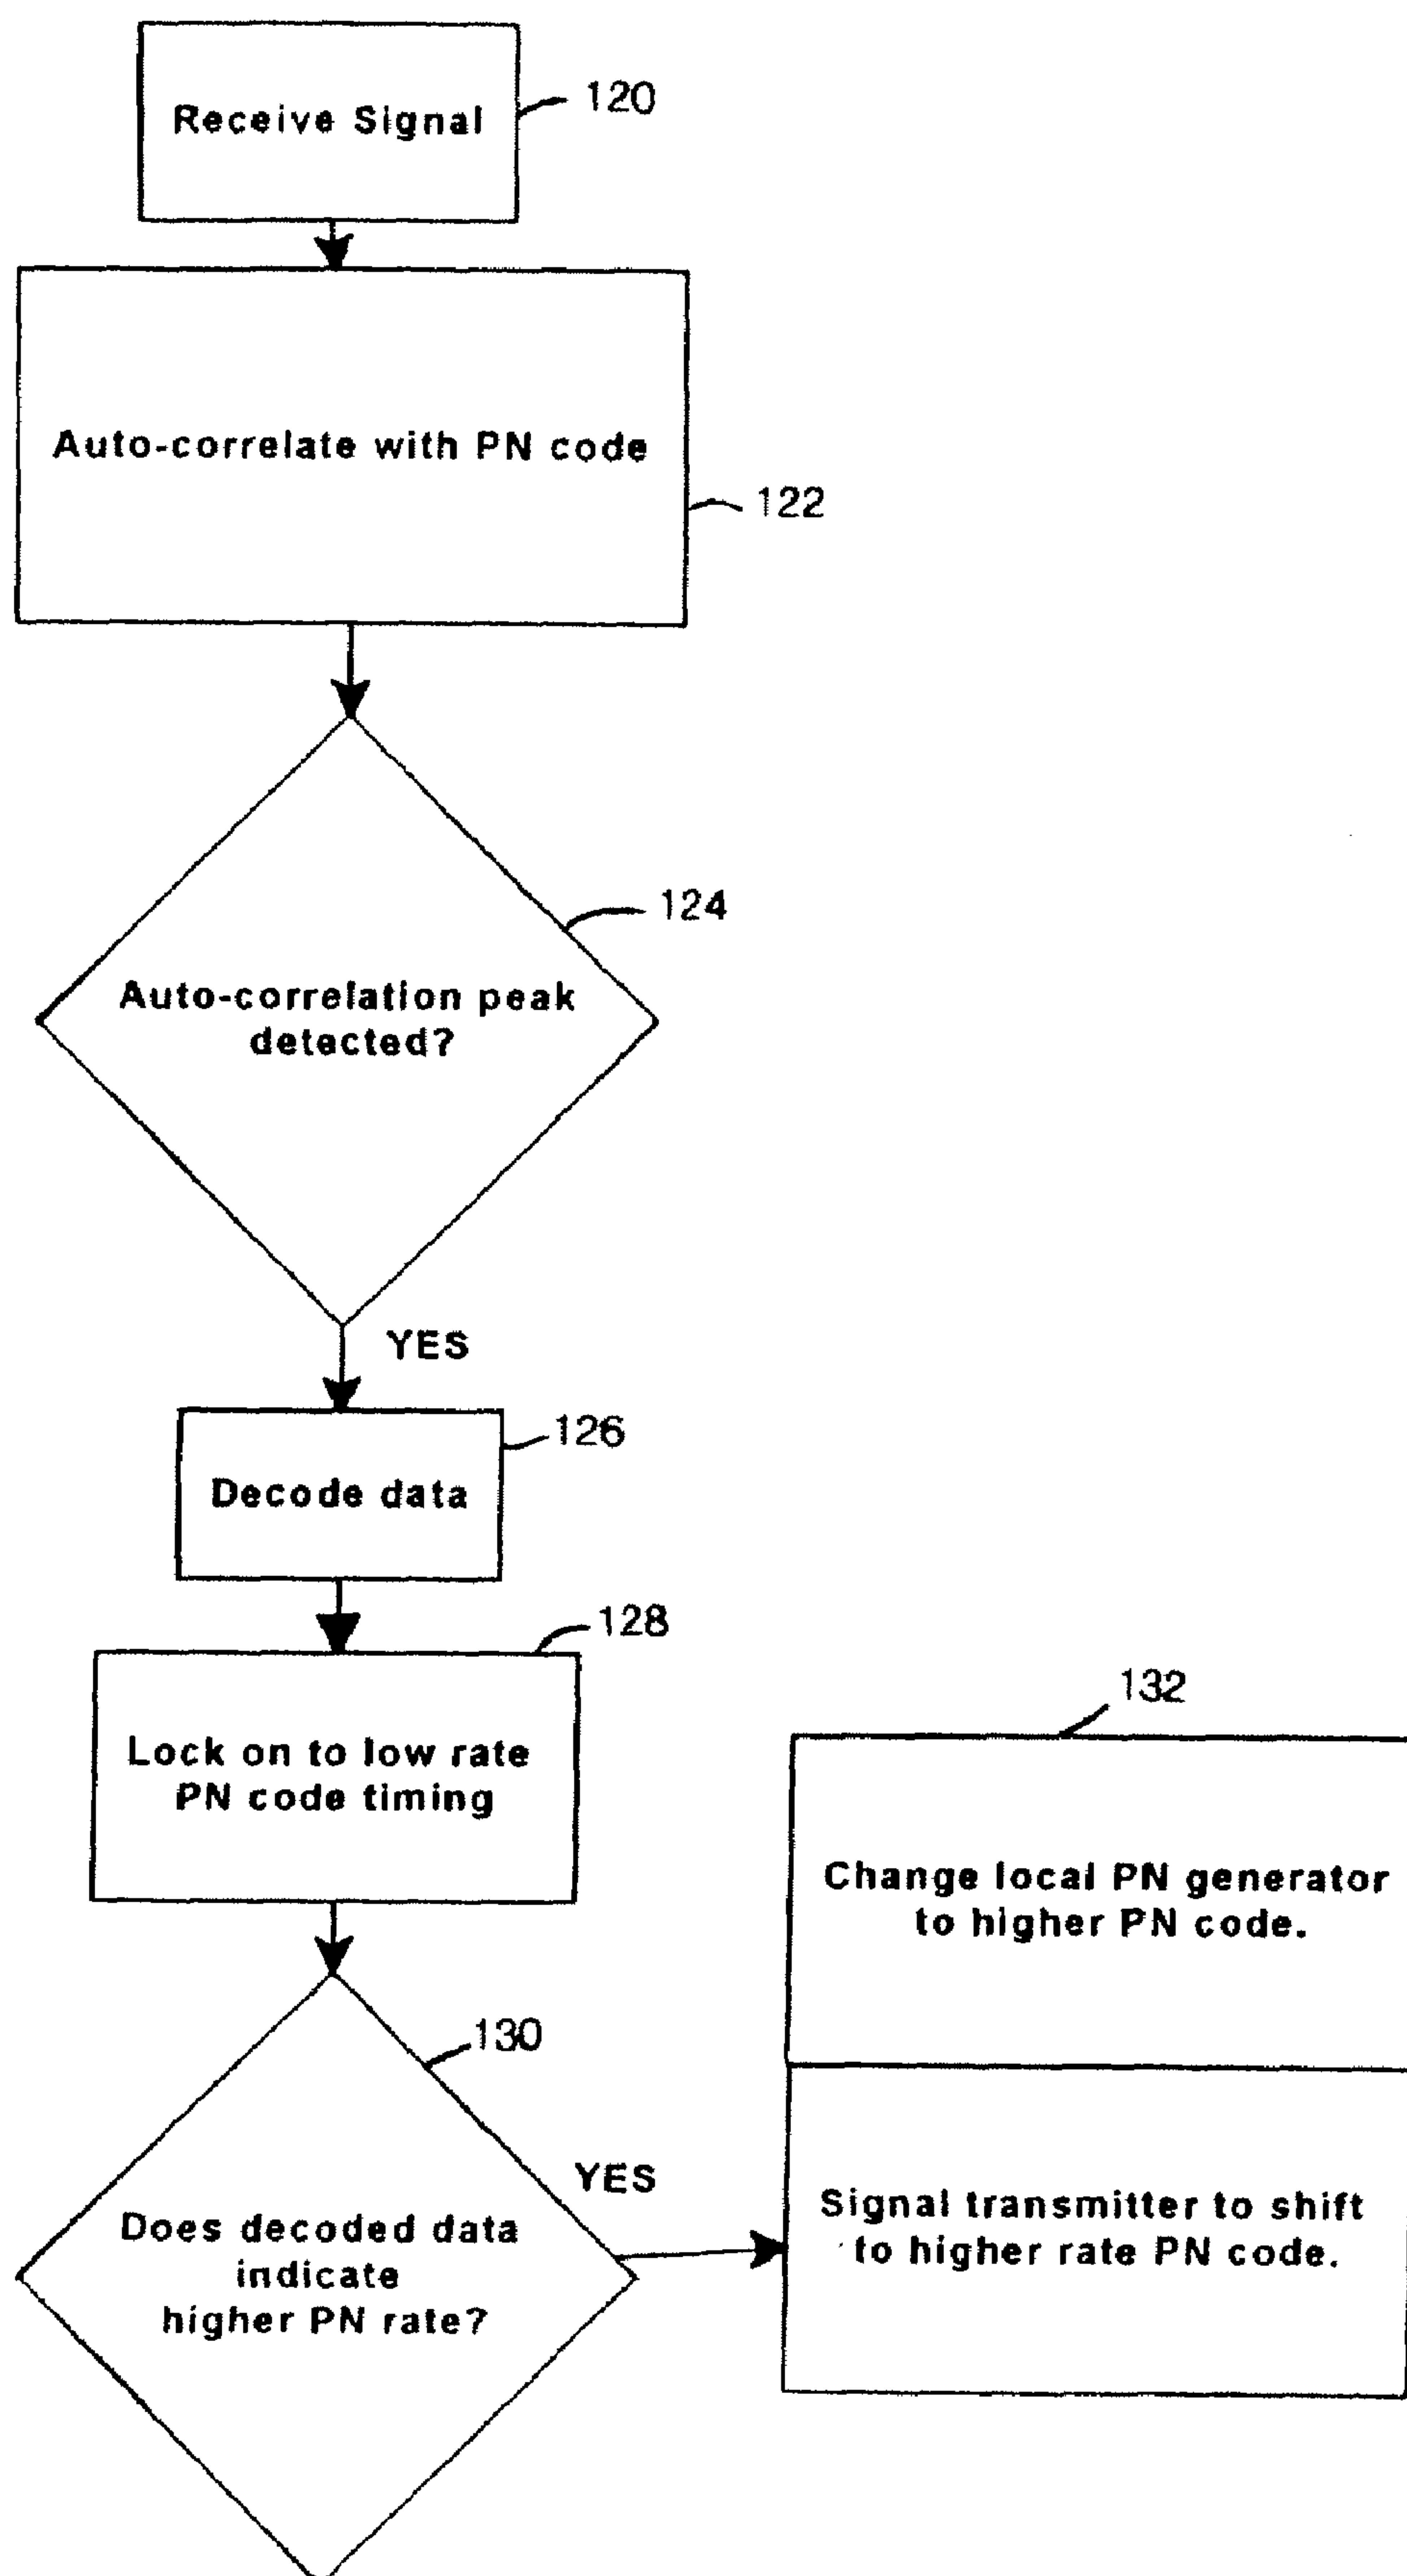 Receive Signal
120
Auto-correlate with PN code
122
124
Auto-correlation peak
detected?
YES
126
Decode data
128
Lock on to low rate
PN code timing
132
Change local PN generator
to higher PN code.
130
YES
Signal transmitter to shift
to higher rate PN code.
Does decoded data
indicate
higher PN rate?